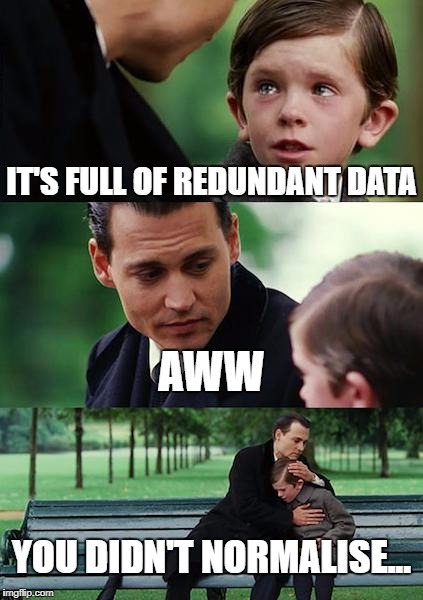 IT'S FULL OF REDUNDANT DATA
AWW
YOU DIDN'T NORMALISE...
imgflip.com